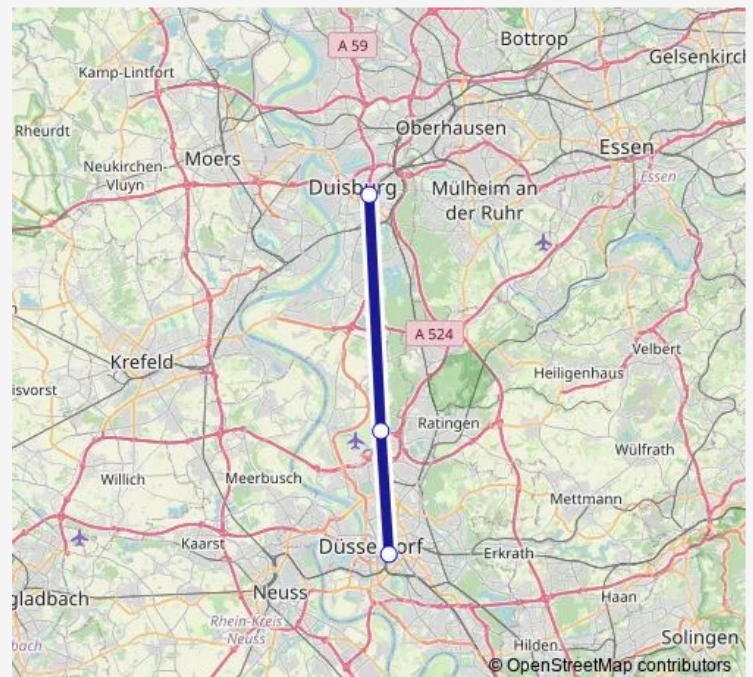 Bottrop
A 59
Gelsenkirch
Kamp-Lintfort
Rheurdt
Oberhausen
Essen
Moers
Neukirchen-
Vluyn
Essen
Duisburg
Mülheim an
der Ruhr
A 524
Velbert
Krefeld
Heiligenhaus
isvorst
Ratingen
Wülfrath
Willich
Meerbusch
Mettmann
Kaarst
Düsse orf
Erkrath
Neuss
Haan
gladbach
Rhein-Kreis
Neuss
Solingen
bach
Hilden
© OpenStreetMap contributors